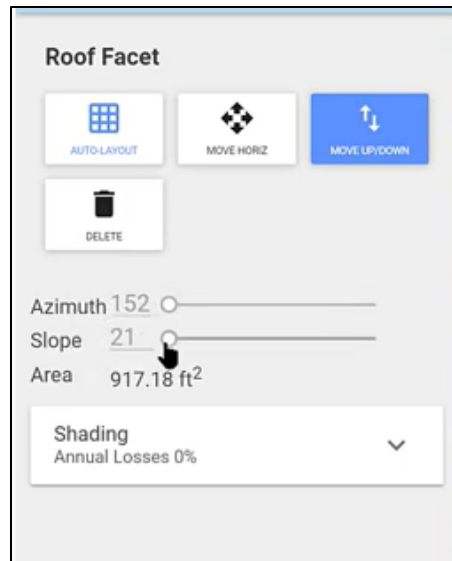 Roof Facet
AUTO-LAYOUT
MOVE HORIZ
MOVE UP/DOWN
DELETE
Azimuth 152
Slope 21
Area 917.18 ft²
Shading
Annual Losses 0%